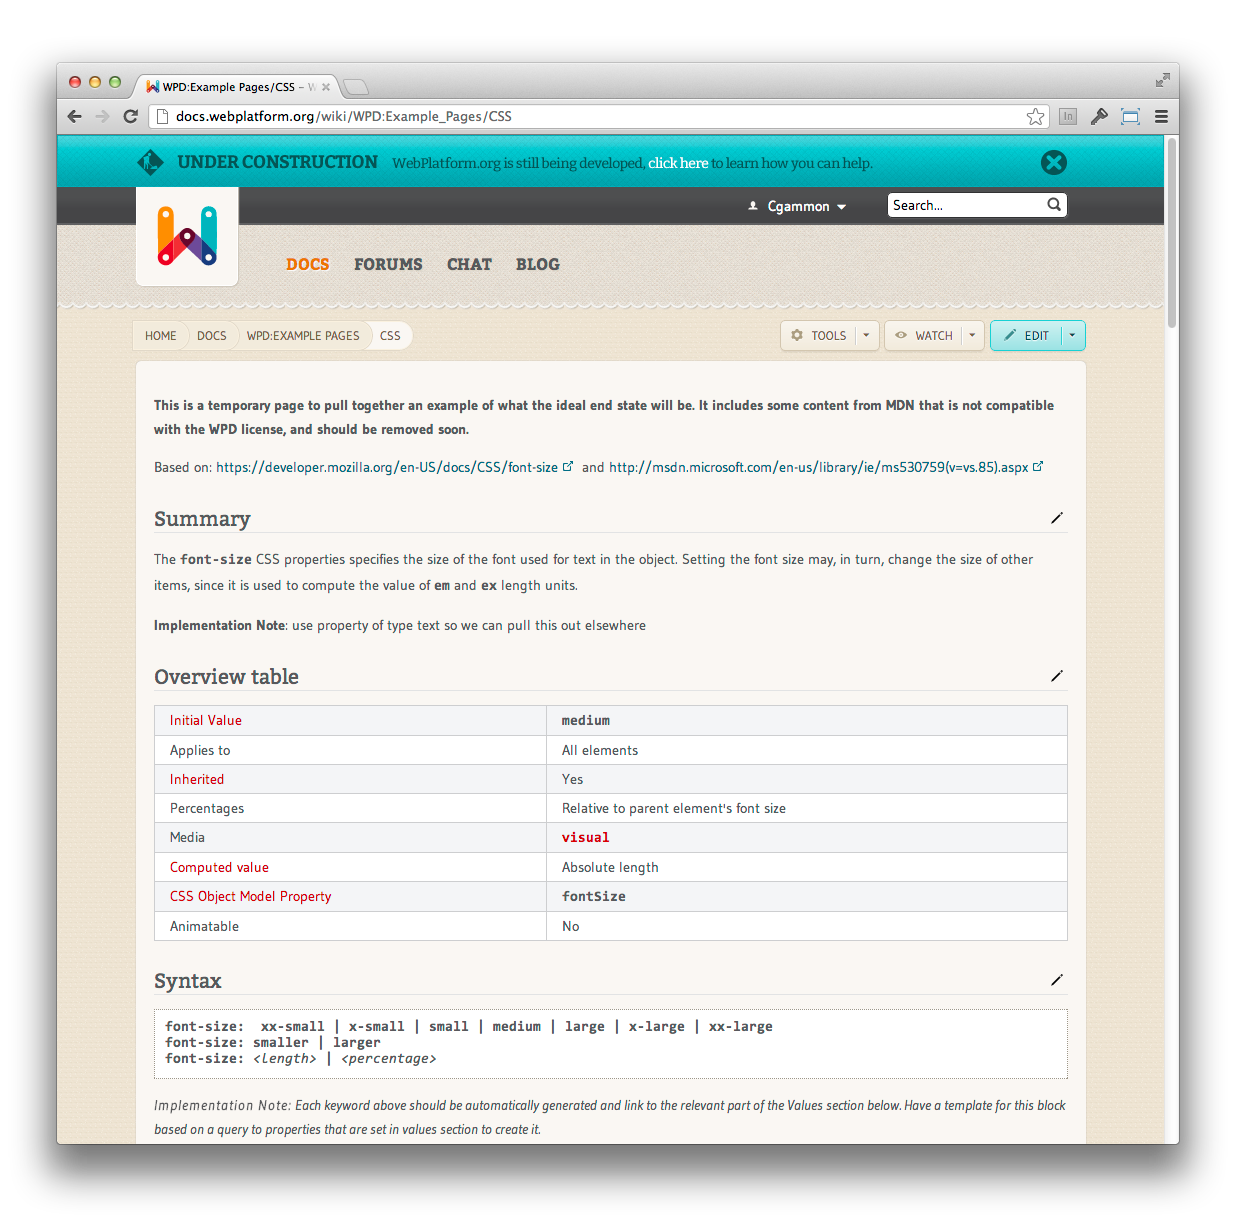 WPD:Example Pages/CSS – W
docs.webplatform.org/wiki/WPD:Example_Pages/CSS
In
UNDER CONSTRUCTION WebPlatform.org is still being developed, click here to learn how you can help.
Cgammon
Search...
DOCS FORUMS CHAT BLOG
HOME DOCS WPD:EXAMPLE PAGES CSS
TOOLS WATCH EDIT
This is a temporary page to pull together an example of what the ideal end state will be. It includes some content from MDN that is not compatible
with the WPD license, and should be removed soon.
Based on: https://developer.mozilla.org/en-US/docs/CSS/font-size and http://msdn.microsoft.com/en-us/library/ie/ms530759(v=vs.85).aspx
Summary
The font-size CSS properties specifies the size of the font used for text in the object. Setting the font size may, in turn, change the size of other
items, since it is used to compute the value of em and ex length units.
Implementation Note: use property of type text so we can pull this out elsewhere
Overview table
Initial Value medium
Applies to All elements
Inherited Yes
Percentages Relative to parent element's font size
Media visual
Computed value Absolute length
CSS Object Model Property fontSize
Animatable No
Syntax
font-size: xx-small | x-small | small | medium | large | x-large | xx-large
font-size: smaller | larger
font-size: <length> | <percentage>
Implementation Note: Each keyword above should be automatically generated and link to the relevant part of the Values section below. Have a template for this block
based on a query to properties that are set in values section to create it.